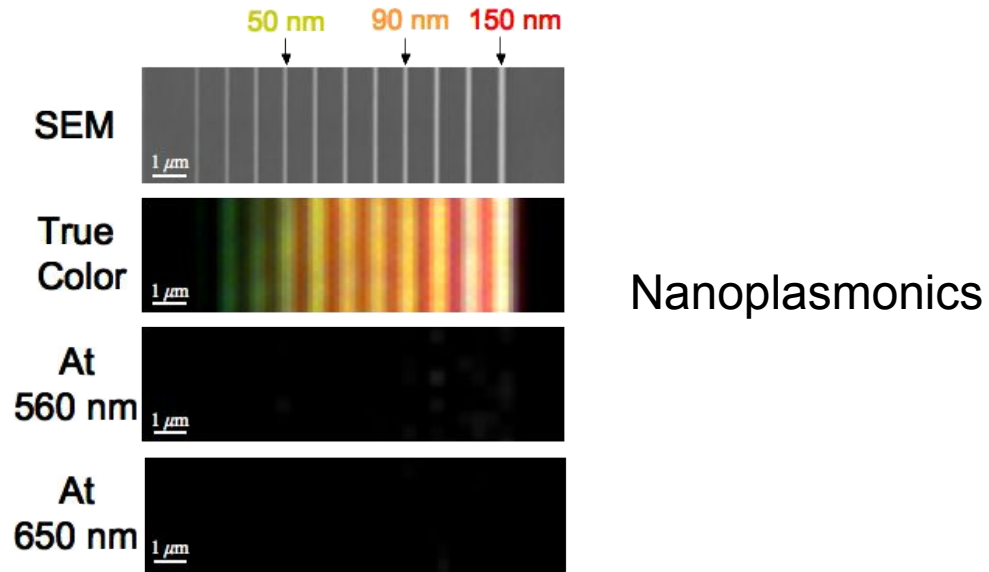 50 nm 90 nm 150 nm
SEM
1 μm
True
Color
1 μm
Nanoplasmonics
At
560 nm
1 μm
At
650 nm
1 μm